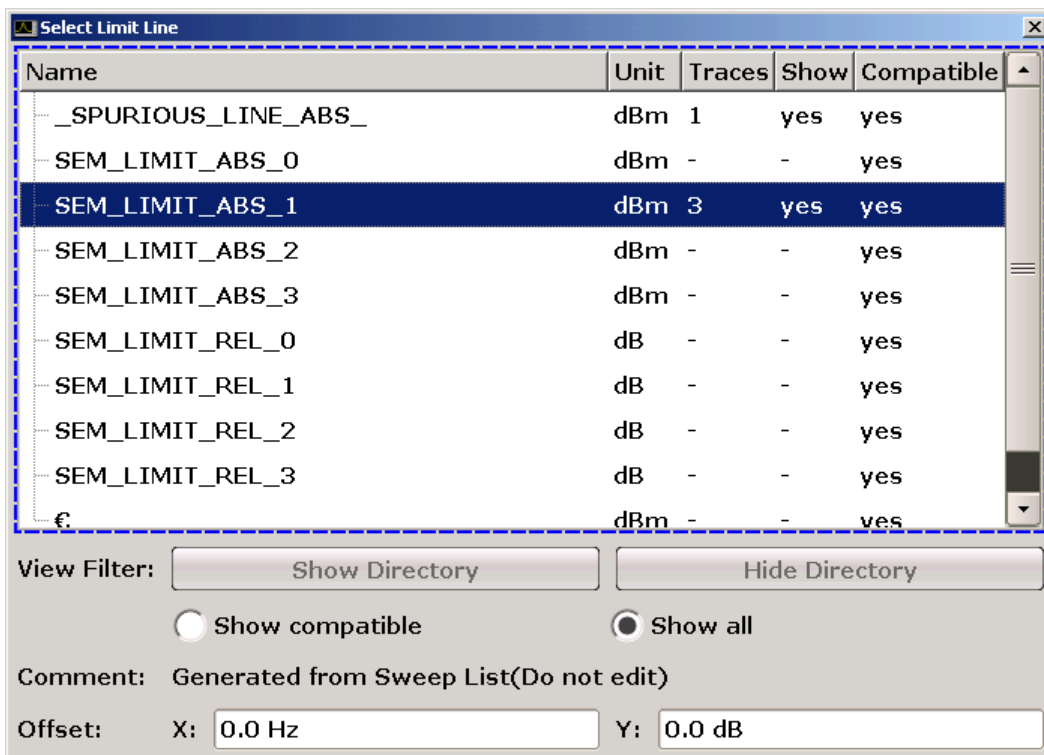 Select Limit Line
Name Unit Traces Show Compatible
_SPURIOUS_LINE_ABS_ dBm 1 yes yes
SEM_LIMIT_ABS_0 dBm - - yes
SEM_LIMIT_ABS_1 dBm 3 yes yes
SEM_LIMIT_ABS_2 dBm - - yes
SEM_LIMIT_ABS_3 dBm - - yes
SEM_LIMIT_REL_0 dB - - yes
SEM_LIMIT_REL_1 dB - - yes
SEM_LIMIT_REL_2 dB - - yes
SEM_LIMIT_REL_3 dB - - yes
€ dBm - - yes
View Filter: Show Directory Hide Directory
Show compatible Show all
Comment: Generated from Sweep List(Do not edit)
Offset: X: 0.0 Hz Y: 0.0 dB